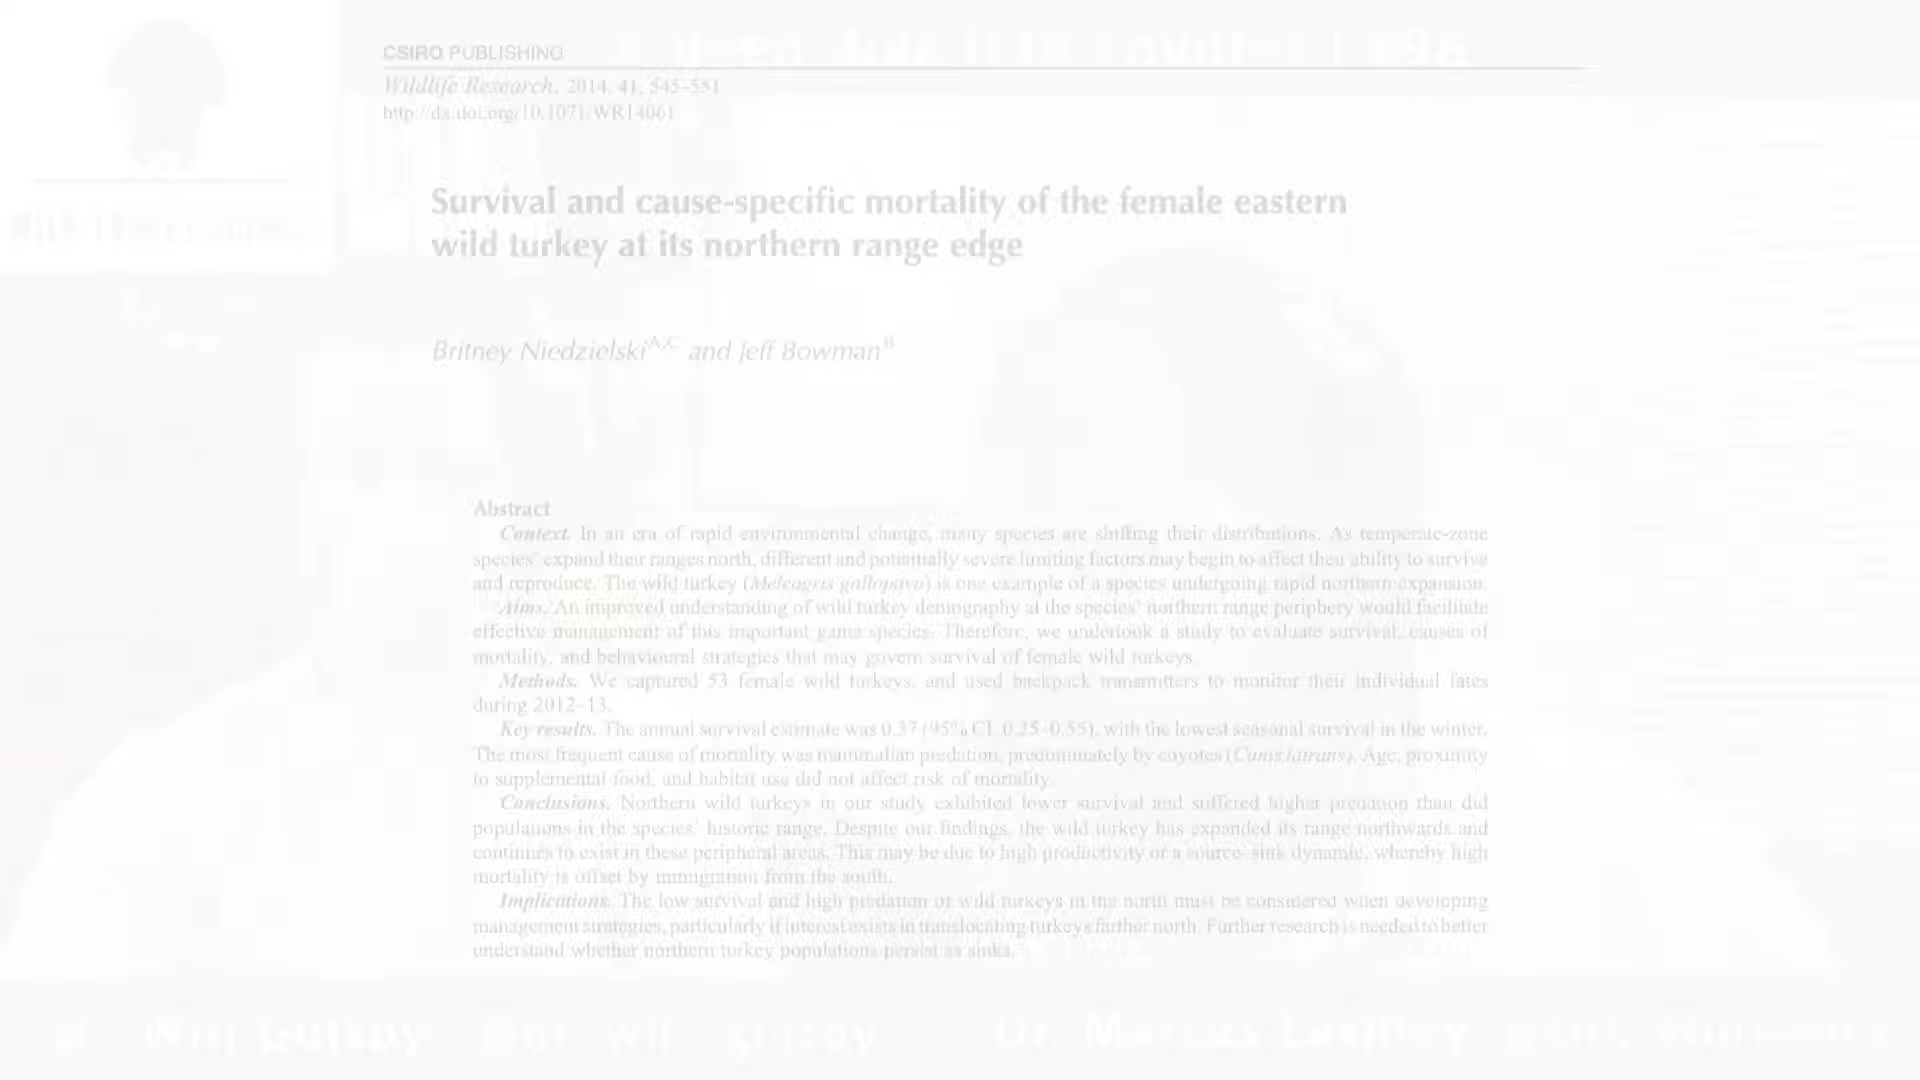 CSIRO PUBLISHING
Wildlife Research, 2014, 41, 545–551
http://dx.doi.org/10.1071/WR14061
Survival and cause-specific mortality of the female eastern
wild turkey at its northern range edge
Britney Niedzielski A,C and Jeff Bowman B
Abstract
Context. In an era of rapid environmental change, many species are shifting their distributions. As temperate-zone
species' expand their ranges north, different and potentially severe limiting factors may begin to affect their ability to survive
and reproduce. The wild turkey (Meleagris gallopavo) is one example of a species undergoing rapid northern expansion.
Aims. An improved understanding of wild turkey demography at the species' northern range periphery would facilitate
effective management of this important game species. Therefore, we undertook a study to evaluate survival, causes of
mortality, and behavioural strategies that may govern survival of female wild turkeys.
Methods. We captured 53 female wild turkeys, and used backpack transmitters to monitor their individual fates
during 2012–13.
Key results. The annual survival estimate was 0.37 (95% CI 0.25–0.55), with the lowest seasonal survival in the winter.
The most frequent cause of mortality was mammalian predation, predominately by coyotes (Canis latrans). Age, proximity
to supplemental food, and habitat use did not affect risk of mortality.
Conclusions. Northern wild turkeys in our study exhibited lower survival and suffered higher predation than did
populations in the species' historic range. Despite our findings, the wild turkey has expanded its range northwards and
continues to exist in these peripheral areas. This may be due to high productivity or a source–sink dynamic, whereby high
mortality is offset by immigration from the south.
Implications. The low survival and high predation of wild turkeys in the north must be considered when developing
management strategies, particularly if interest exists in translocating turkeys farther north. Further research is needed to better
understand whether northern turkey populations persist as sinks.
Will Gulsby
Dr. Marcus Lashley